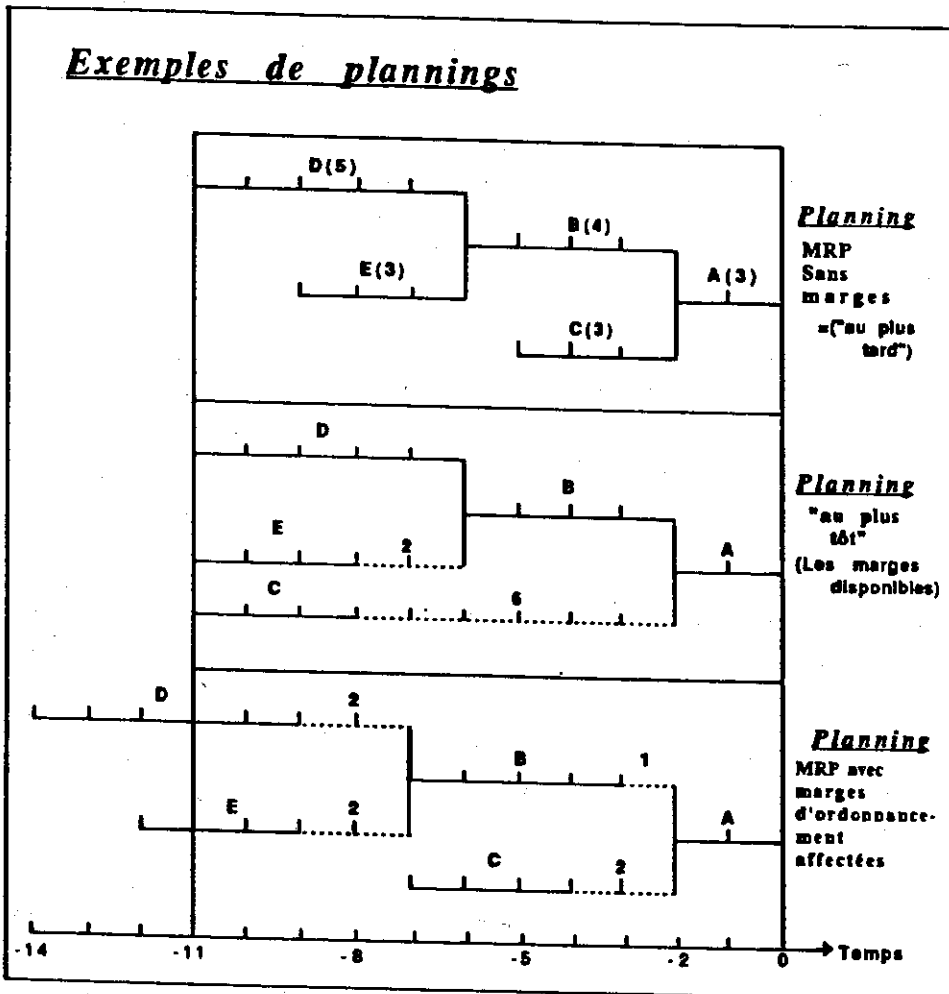 Exemples de plannings
D(5)
B(4)
E(3)
A(3)
C(3)
Planning
MRP
Sans
marges
=("au plus
tard")
D
B
E
2
A
C
6
Planning
"au plus
tôt"
(Les marges
disponibles)
D
2
B
1
E
2
A
C
2
Planning
MRP avec
marges
d'ordonnance-
ment
affectées
-14 -11 -8 -5 -2 0 Temps